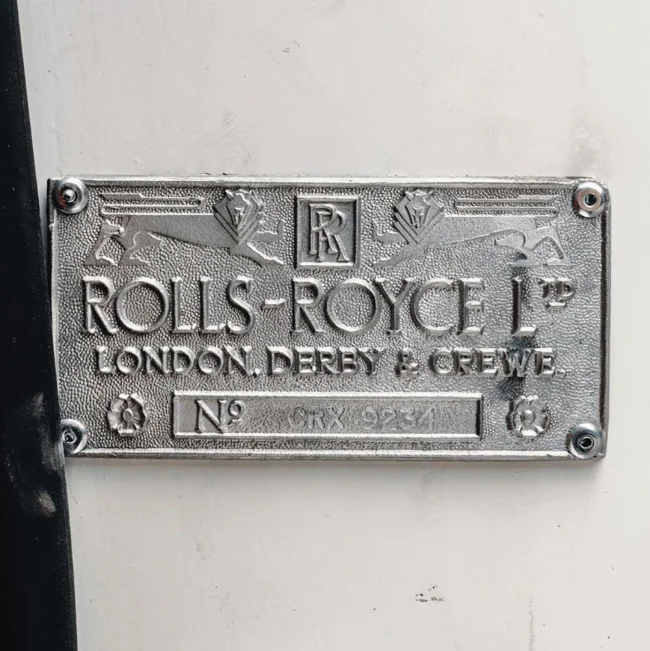 RR
ROLLS-ROYCE LTD
LONDON. DERBY & CREWE.
Nº CRX 9234